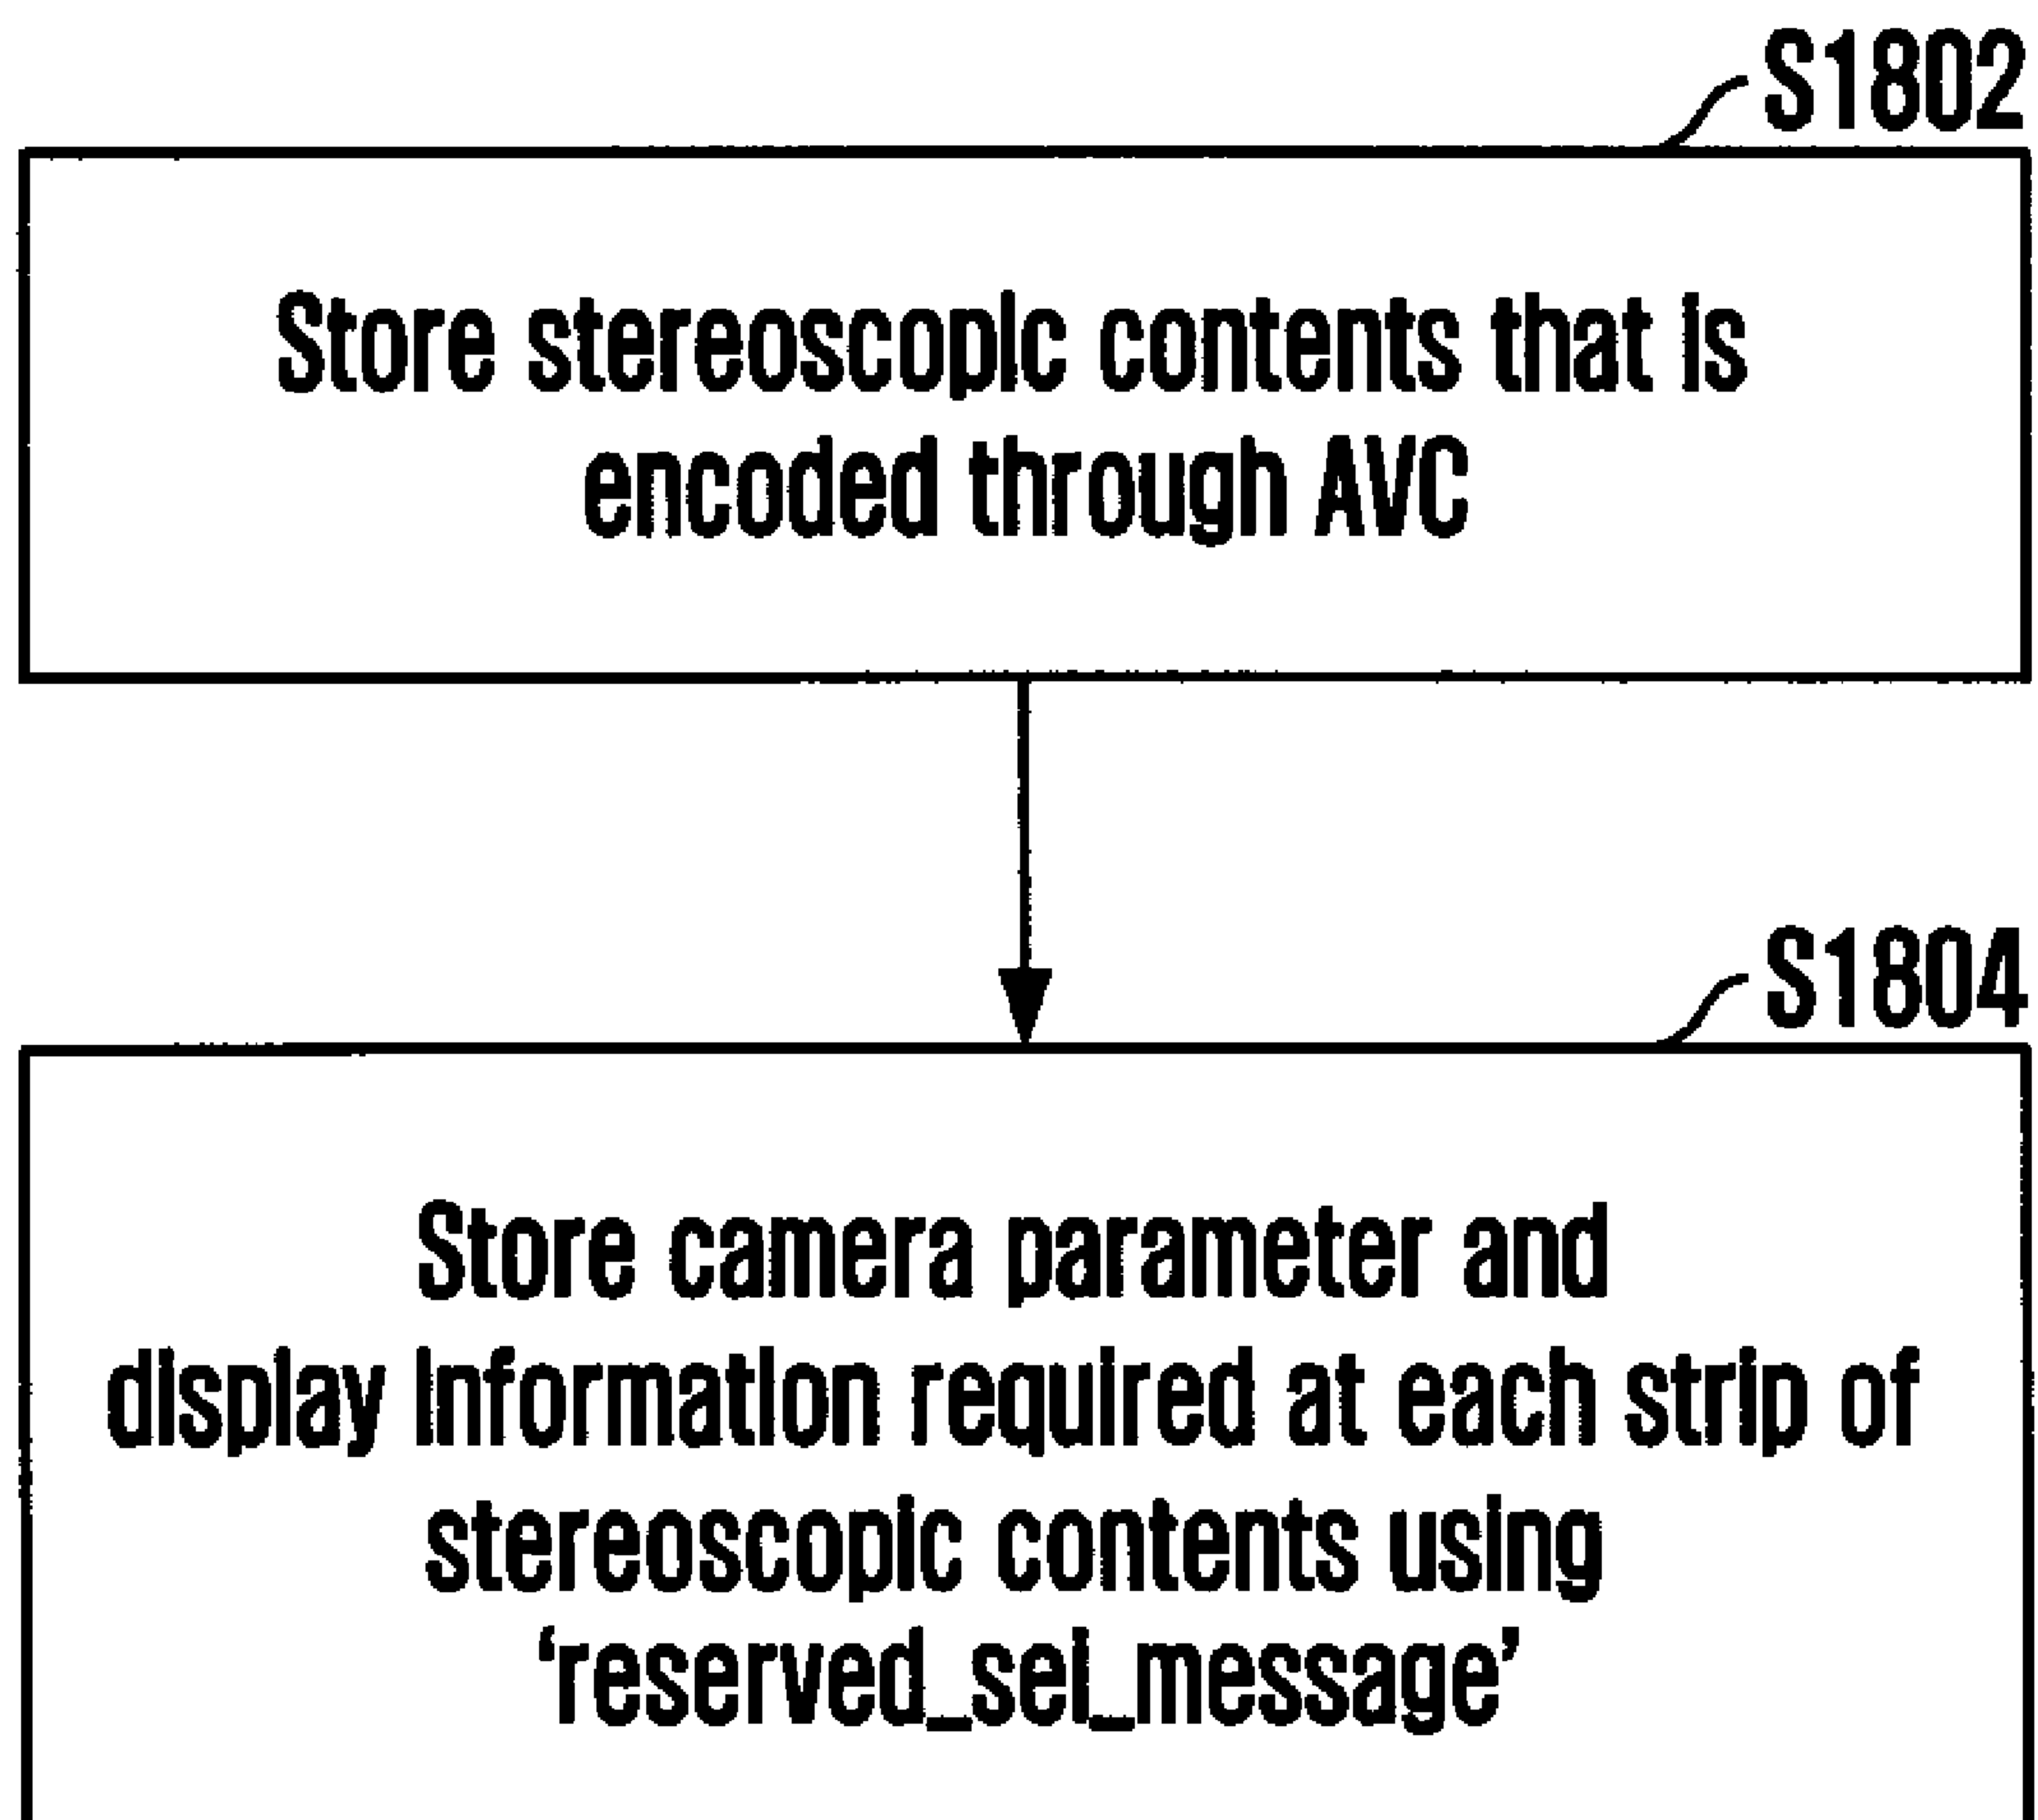 S1802
Store stereoscopic contents that is
encoded through AVC
S1804
Store camera parameter and
display information required at each strip of
stereoscopic contents using
‘reserved_sei_message’